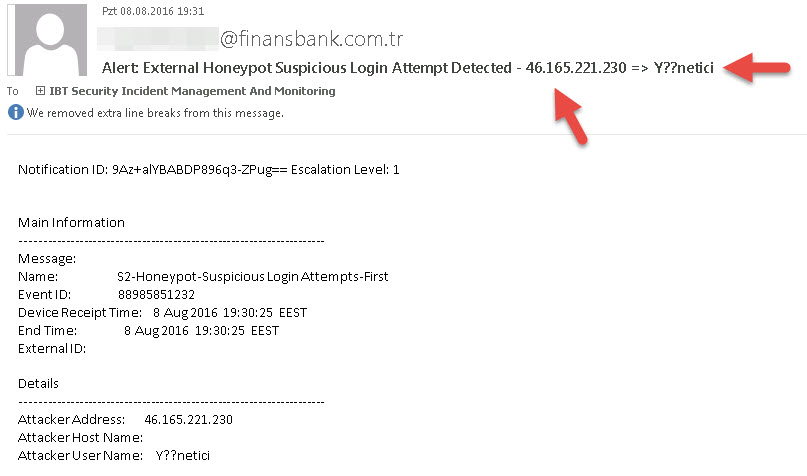 Pzt 08.08.2016 19:31
@finansbank.com.tr
Alert: External Honeypot Suspicious Login Attempt Detected - 46.165.221.230 => Y??netici
To IBT Security Incident Management And Monitoring
We removed extra line breaks from this message.
Notification ID: 9Az+alYBABDP896q3-ZPug== Escalation Level: 1
Main Information
---------------------------------------------------------------
Message:
Name: S2-Honeypot-Suspicious Login Attempts-First
Event ID: 88985851232
Device Receipt Time: 8 Aug 2016 19:30:25 EEST
End Time: 8 Aug 2016 19:30:25 EEST
External ID:
Details
---------------------------------------------------------------
Attacker Address: 46.165.221.230
Attacker Host Name:
Attacker User Name: Y??netici